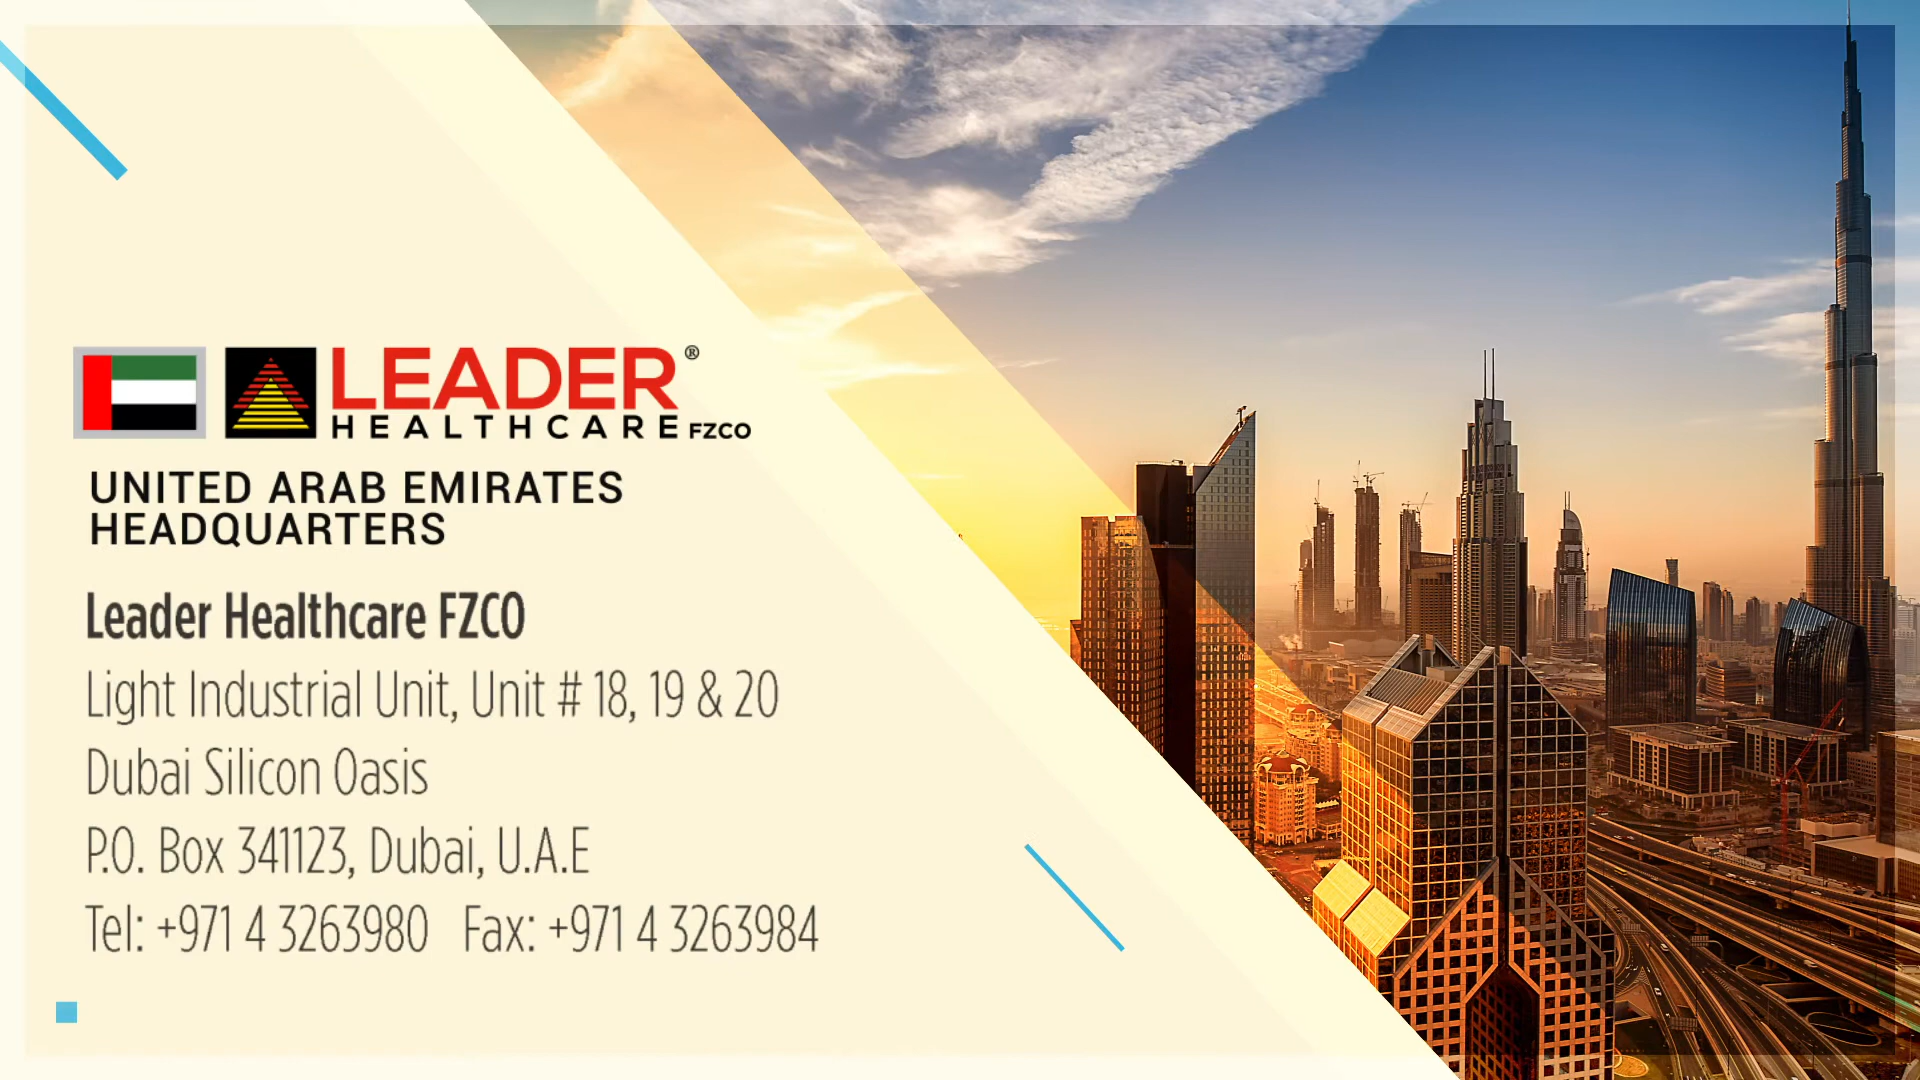 LEADER®
HEALTHCARE FZCO
UNITED ARAB EMIRATES
HEADQUARTERS
Leader Healthcare FZCO
Light Industrial Unit, Unit # 18, 19 & 20
Dubai Silicon Oasis
P.O. Box 341123, Dubai, U.A.E
Tel: +971 4 3263980 Fax: +971 4 3263984